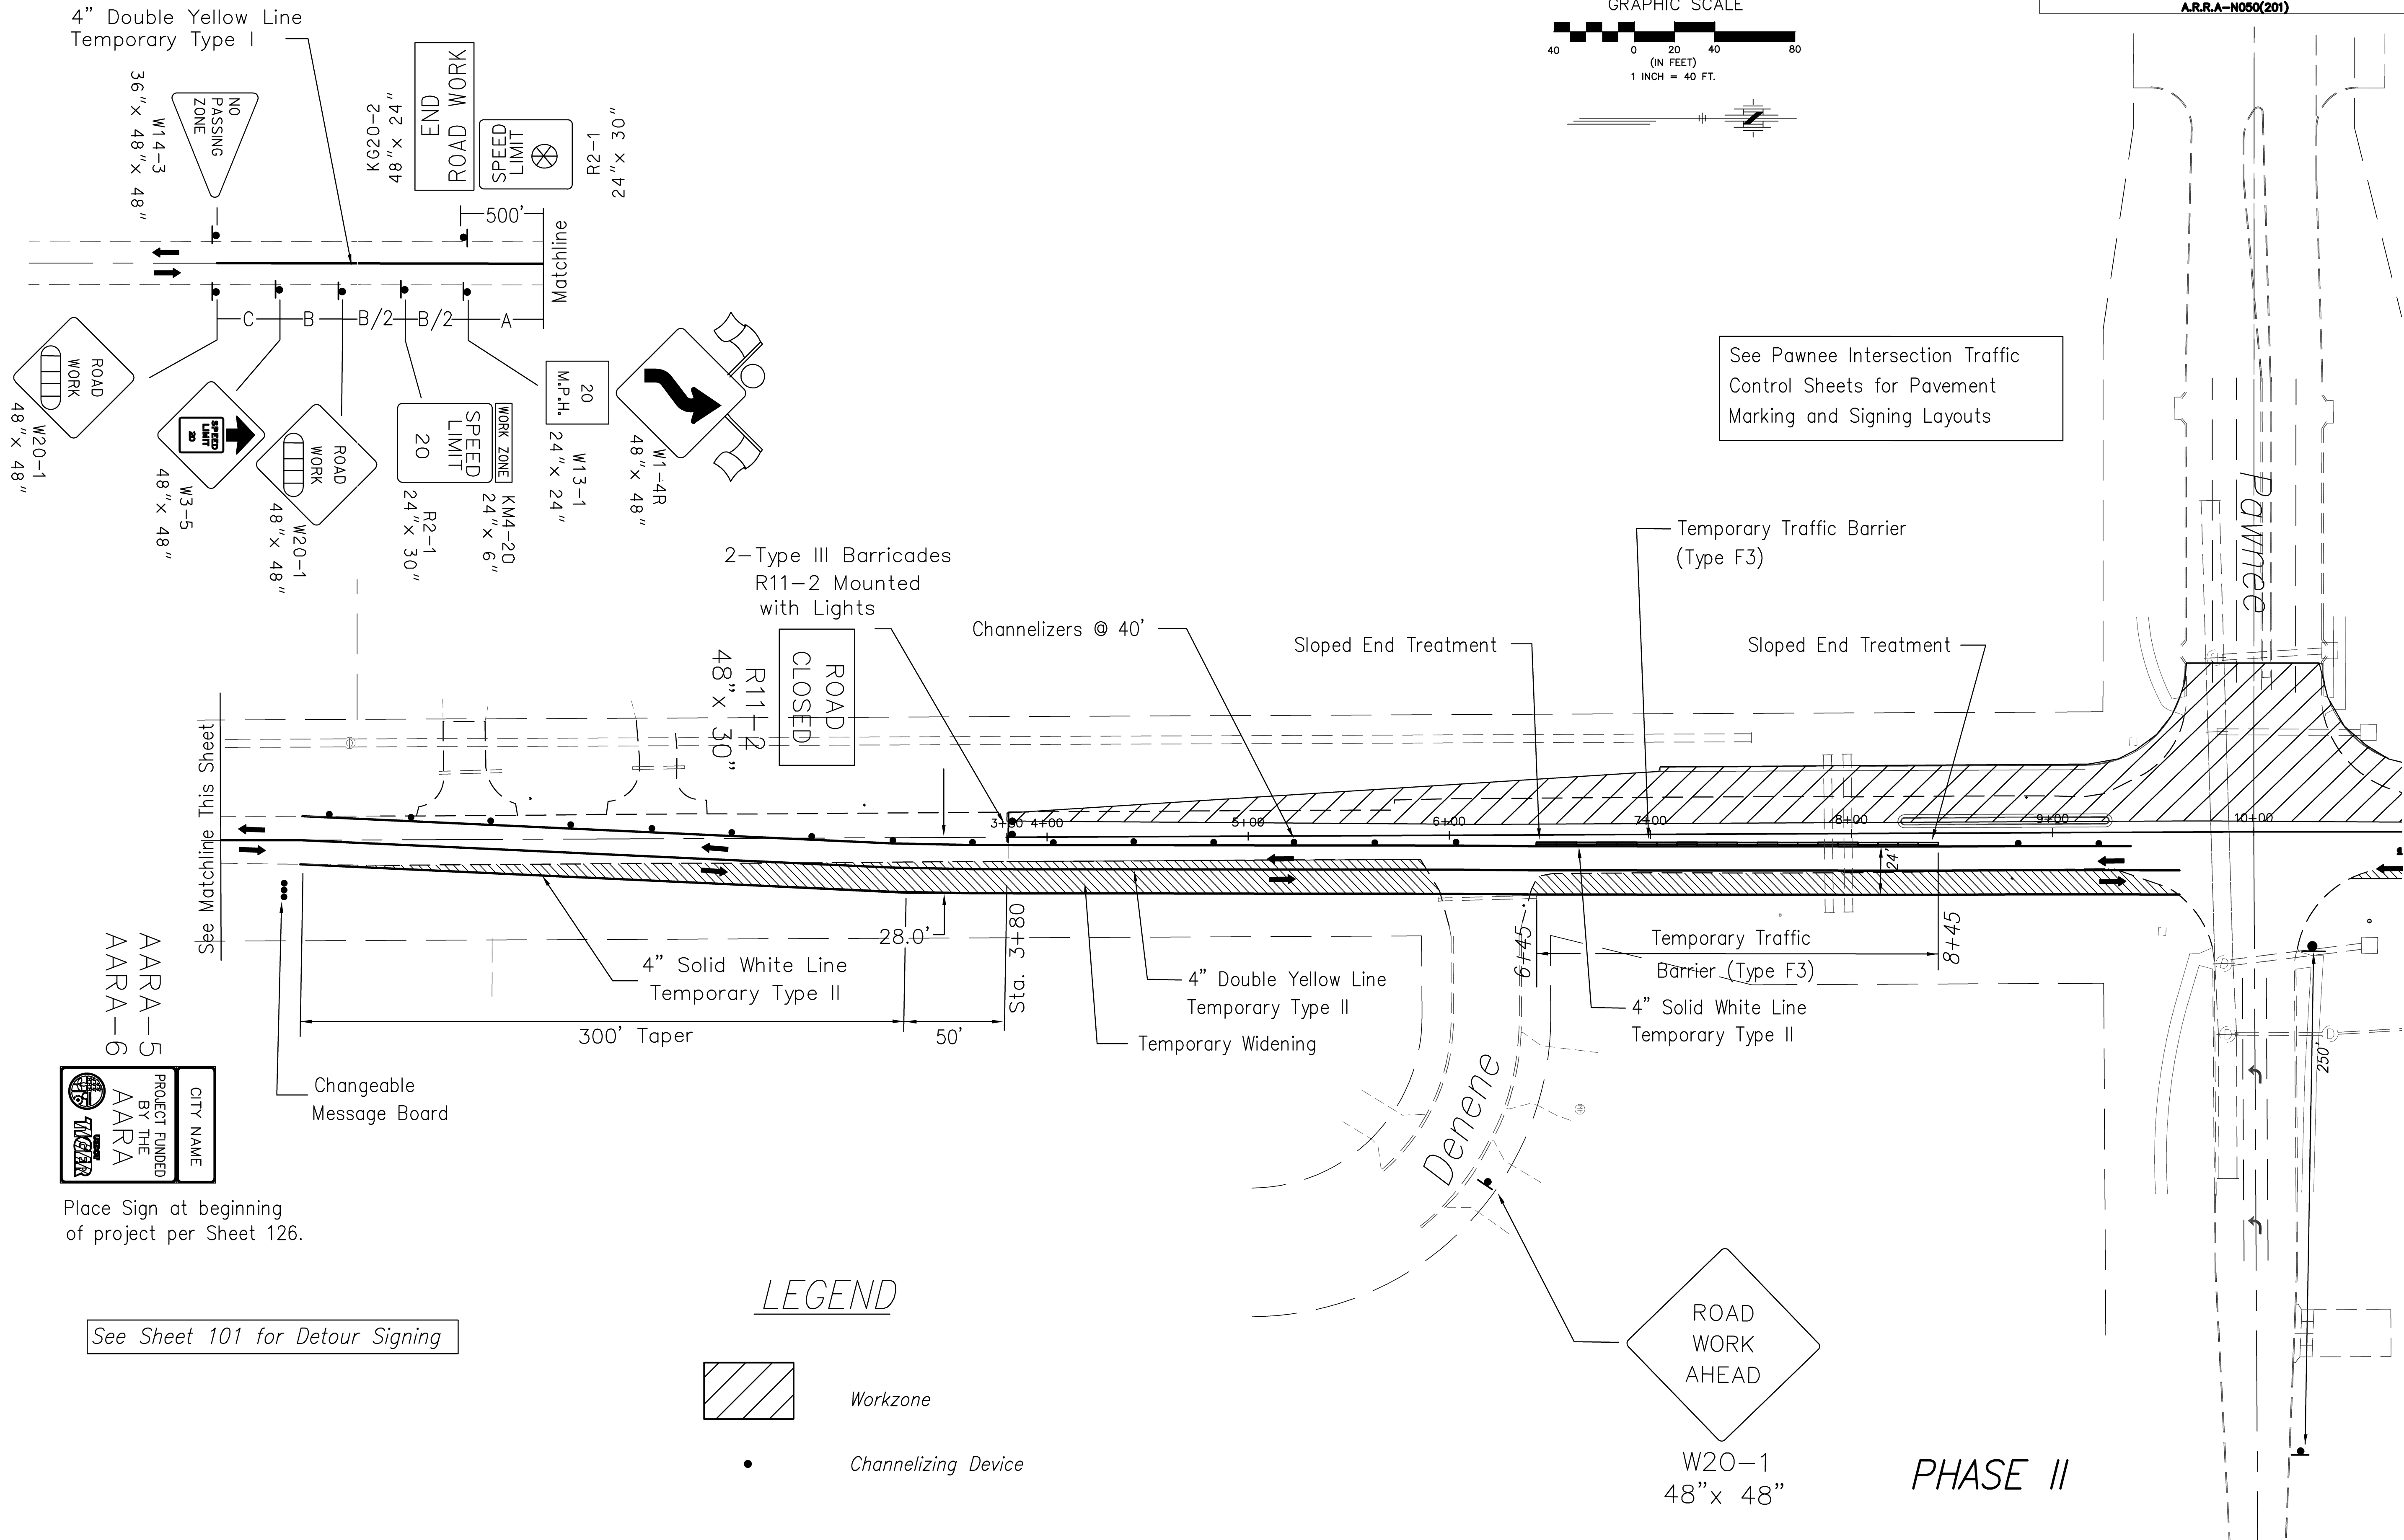 4” Double Yellow Line
Temporary Type I
GRAPHIC SCALE
40 0 20 40 80
(IN FEET)
1 INCH = 40 FT.
A.R.R.A-N050(201)
NO
PASSING
ZONE
W14-3
36”x 48”x 48”
END
ROAD WORK
KG20-2
48”x 24”
SPEED
LIMIT
R2-1
24”x 30”
500’
Matchline
C B B/2 B/2 A
ROAD
WORK
W20-1
48”x 48”
SPEED
LIMIT
20
W3-5
48”x 48”
ROAD
WORK
W20-1
48”x 48”
WORK ZONE
SPEED
LIMIT
20
KM4-20
24”x 6”
R2-1
24”x 30”
20
M.P.H.
W13-1
24”x 24”
W1-4R
48”x 48”
See Pawnee Intersection Traffic
Control Sheets for Pavement
Marking and Signing Layouts
Pawnee
2-Type III Barricades
R11-2 Mounted
with Lights
ROAD
CLOSED
R11-2
48”x 30”
Channelizers @ 40’
Sloped End Treatment
Temporary Traffic Barrier
(Type F3)
Sloped End Treatment
See Matchline This Sheet
3+80 4+00 5+00 6+00 7+00 8+00 9+00 10+00
24’
28.0’
Sta. 3+80
6+45
8+45
Temporary Traffic
Barrier (Type F3)
4” Solid White Line
Temporary Type II
4” Double Yellow Line
Temporary Type II
4” Solid White Line
Temporary Type II
300’ Taper
50’
Temporary Widening
250’
Denene
AARA-5
AARA-6
CITY NAME
PROJECT FUNDED
BY THE
AARA
TIGER
Changeable
Message Board
Place Sign at beginning
of project per Sheet 126.
See Sheet 101 for Detour Signing
LEGEND
Workzone
Channelizing Device
ROAD
WORK
AHEAD
W20-1
48”x 48”
PHASE II